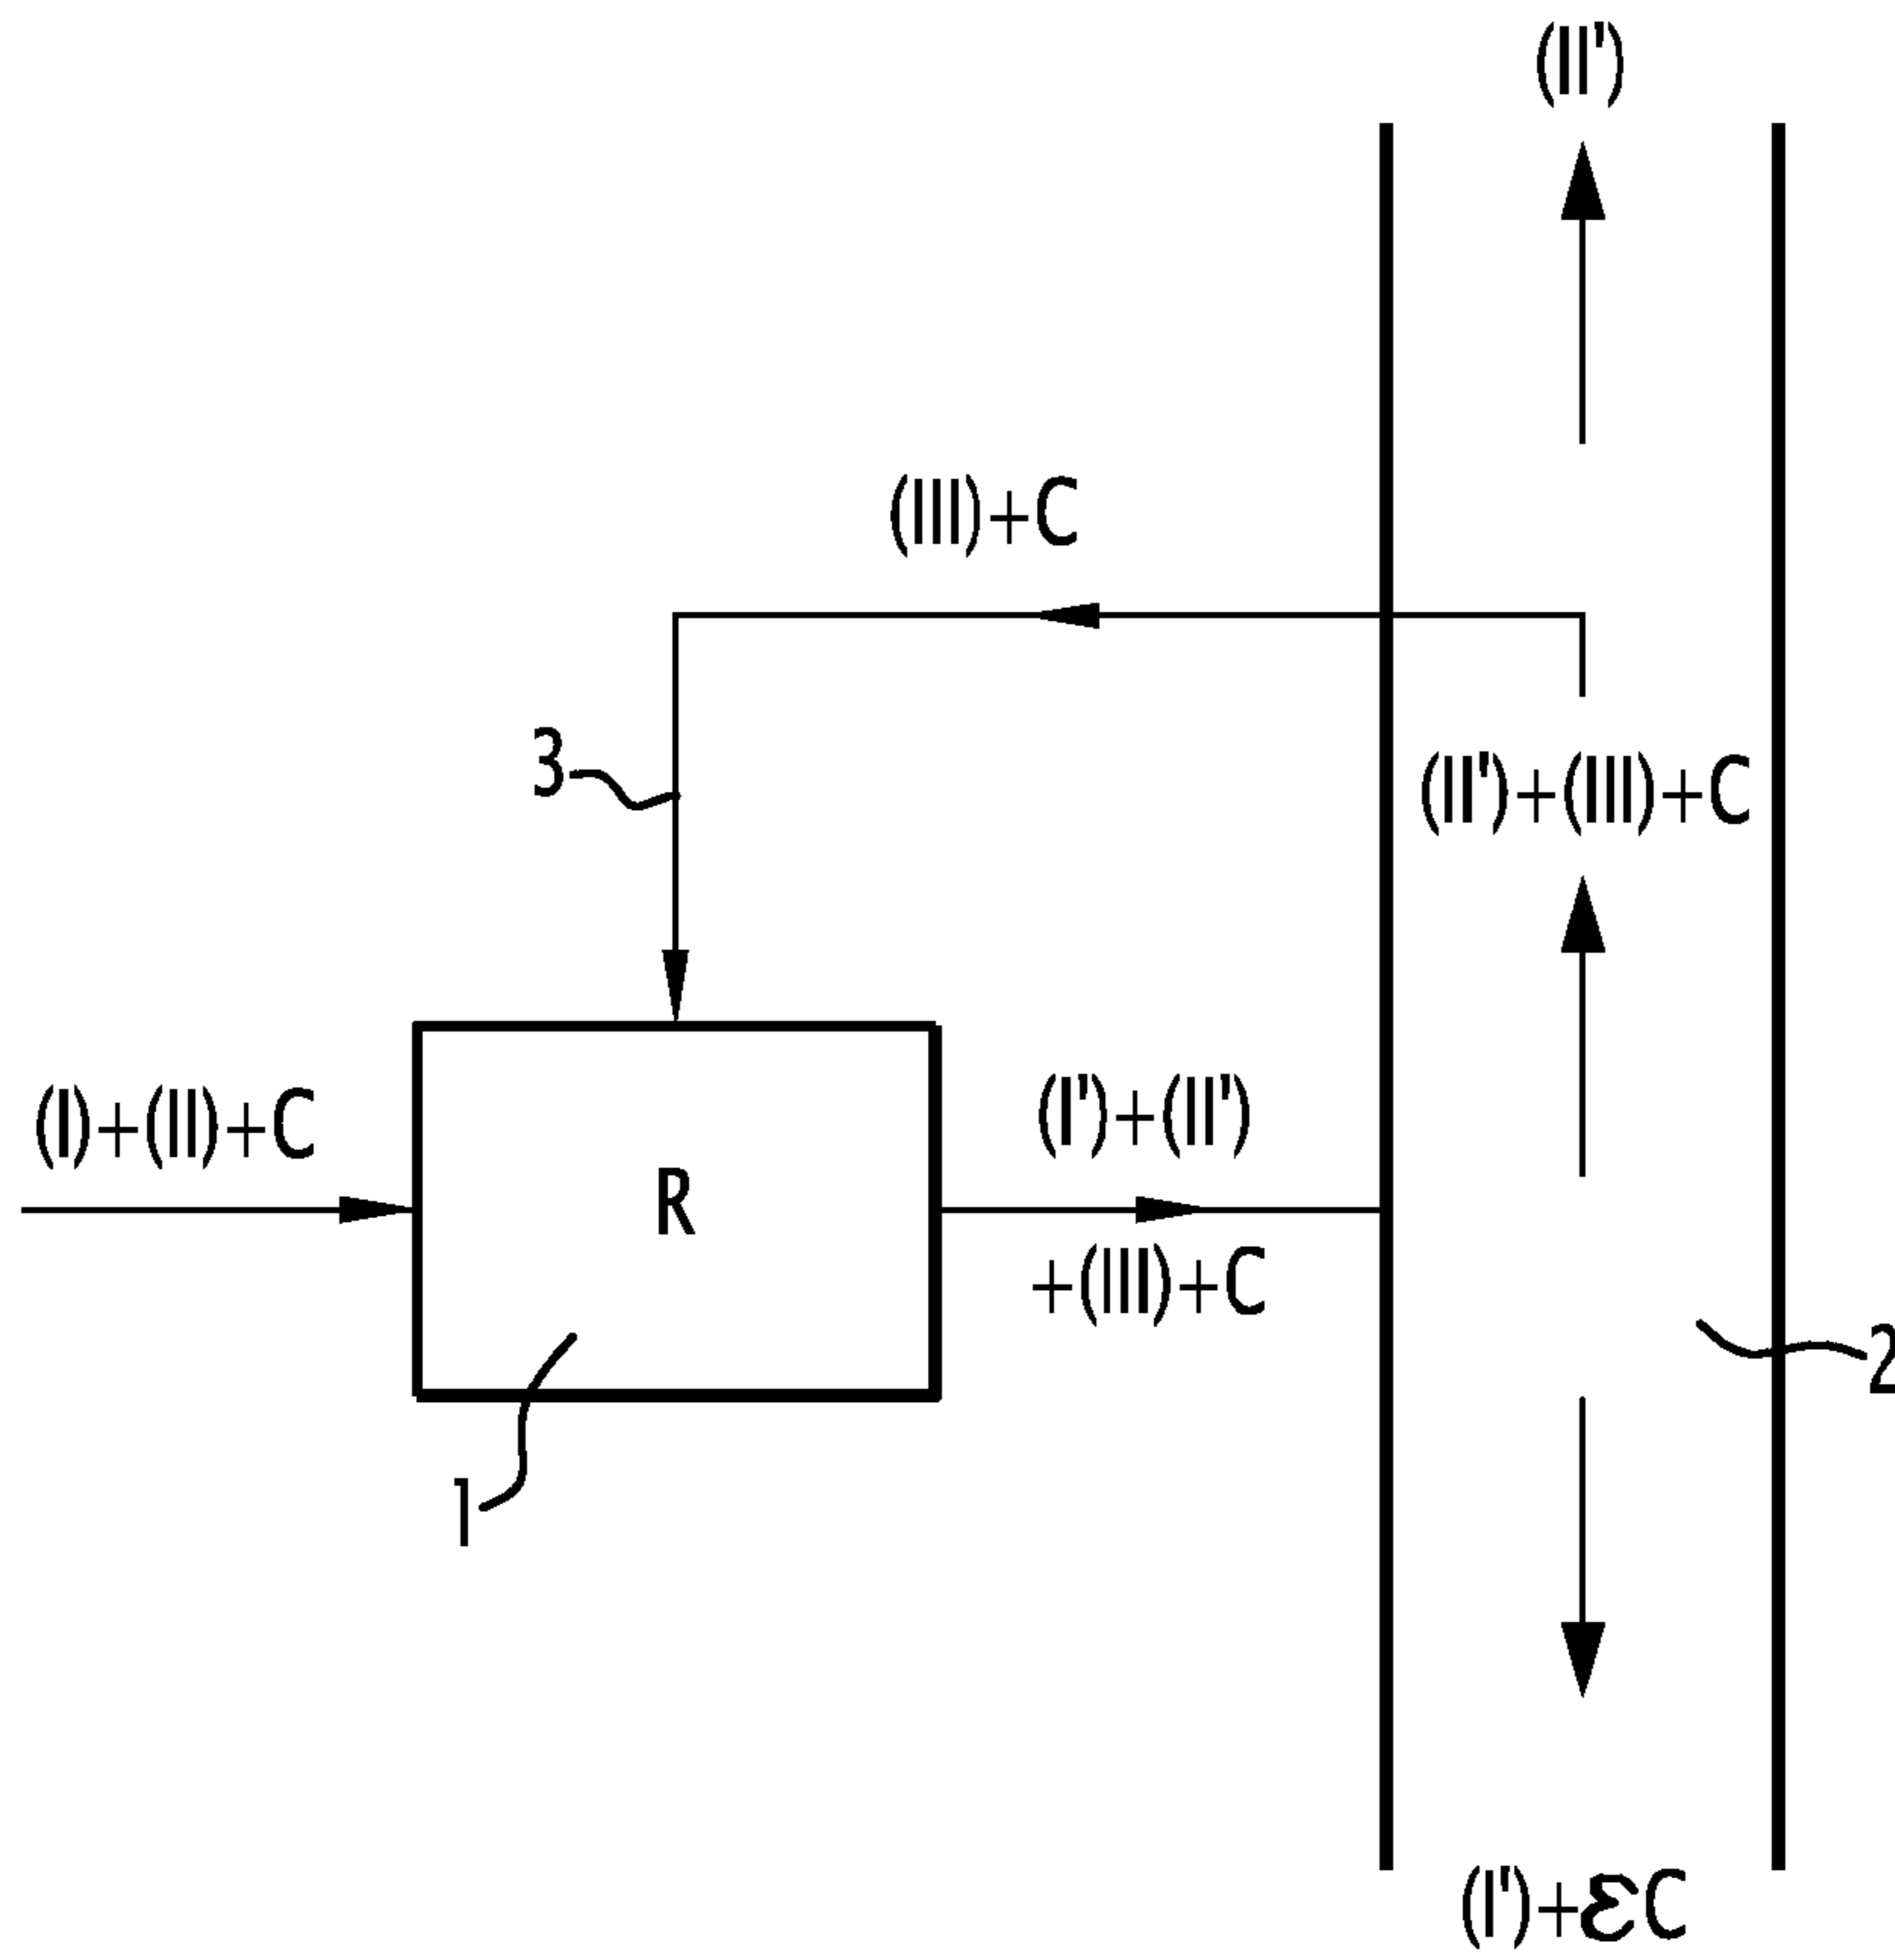 (II')
(III)+C
3
(II')+(III)+C
(I)+(II)+C
(I')+(II')
R
+(III)+C
2
1
(I')+εC